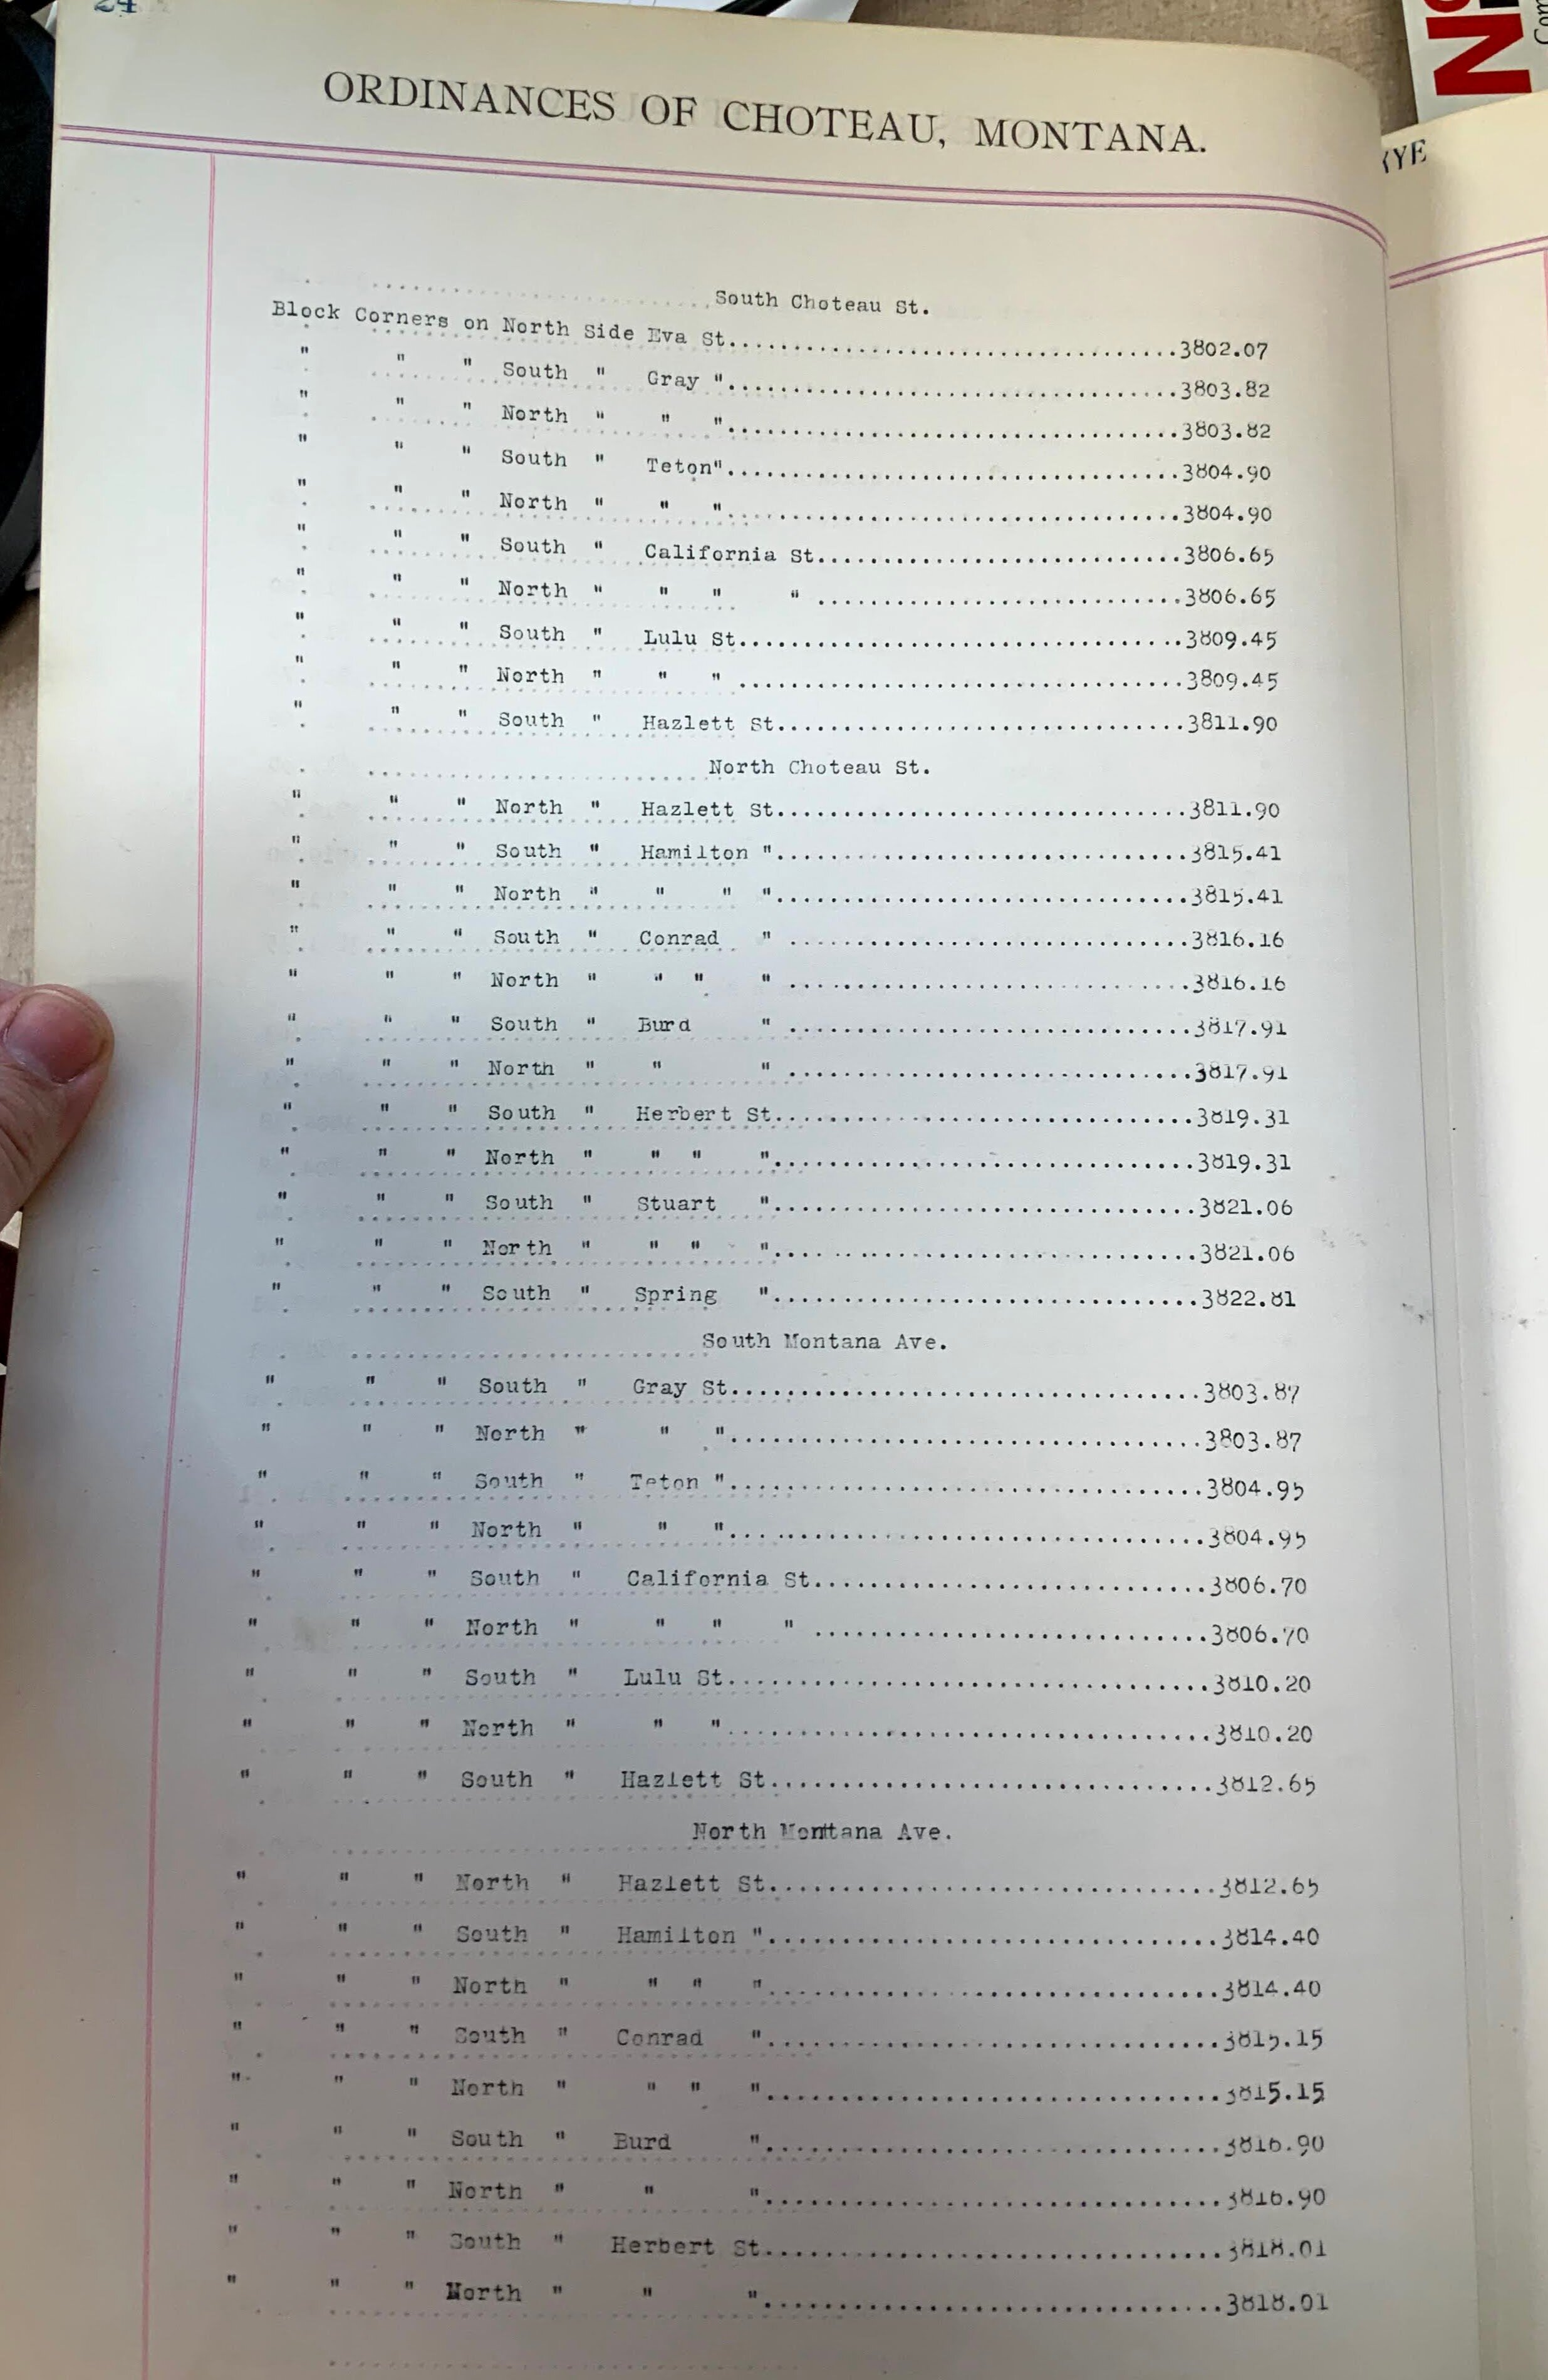 24
ORDINANCES OF CHOTEAU, MONTANA.
South Choteau St.
Block Corners on North Side Eva St...................................3802.07
" " " South " Gray "...................................3803.82
" " " North " " "...................................3803.82
" " " South " Teton"...................................3804.90
" " " North " " "...................................3804.90
" " " South " California St............................3806.65
" " " North " " " " ............................3806.65
" " " South " Lulu St..................................3809.45
" " " North " " " ..................................3809.45
" " " South " Hazlett St...............................3811.90
North Choteau St.
" " " North " Hazlett St...............................3811.90
" " " South " Hamilton "...............................3815.41
" " " North " " " "...............................3815.41
" " " South " Conrad " ...............................3816.16
" " " North " " " " ...............................3816.16
" " " South " Burd " ...............................3817.91
" " " North " " " ...............................3817.91
" " " South " Herbert St...............................3819.31
" " " North " " " "................................3819.31
" " " South " Stuart "................................3821.06
" " " North " " " "................................3821.06
" " " South " Spring "................................3822.81
South Montana Ave.
" " " South " Gray St....................................3803.87
" " " North " " "....................................3803.87
" " " South " Teton "....................................3804.95
" " " North " " "....................................3804.95
" " " South " California St..............................3806.70
" " " North " " " " ..............................3806.70
" " " South " Lulu St....................................3810.20
" " " North " " ".....................................3810.20
" " " South " Hazlett St.................................3812.65
North Monttana Ave.
" " " North " Hazlett St.................................3812.65
" " " South " Hamilton ".................................3814.40
" " " North " " " ".................................3814.40
" " " South " Conrad ".................................3815.15
" " " North " " " ".................................3815.15
" " " South " Burd ".................................3816.90
" " " North " " ".................................3816.90
" " " South " Herbert St.................................3818.01
" " " North " " ".................................3818.01